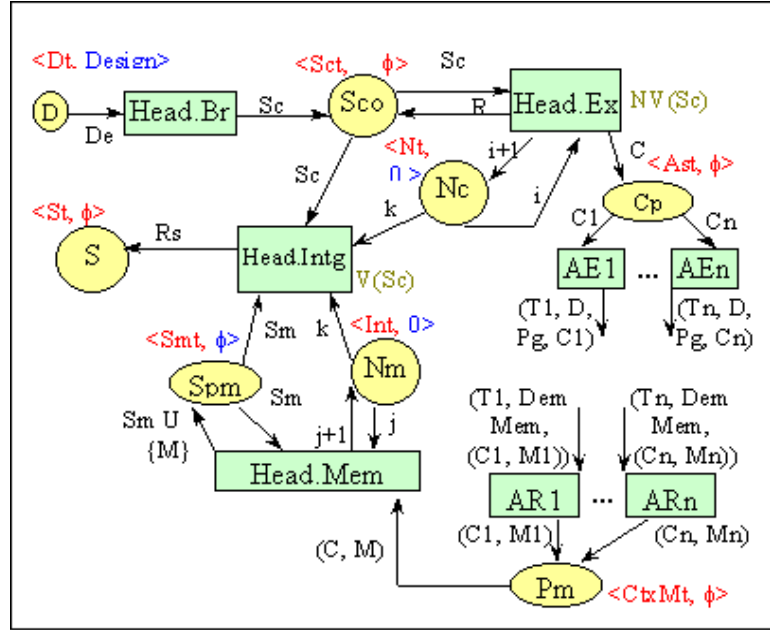 <Dt, Design>
<Sct, ϕ>
Sc
D
De
Head.Br
Sc
Sco
R
Head.Ex
NV(Sc)
Sc
<Nt, 0 >
i+1
C
<Ast, ϕ>
Nc
i
k
Cp
C1
Cn
<St, ϕ>
S
Rs
Head.Intg
V(Sc)
AE1
...
AEn
(T1, D,
Pg, C1)
(Tn, D,
Pg, Cn)
<Smt, ϕ>
Sm
k
<Int, 0>
Spm
Nm
Sm
Sm U
{M}
j+1
j
Head.Mem
(T1, Dem
Mem,
(C1, M1))
(Tn, Dem
Mem,
(Cn, Mn))
AR1
...
ARn
(C, M)
(C1, M1)
(Cn, Mn)
Pm
<CtxMt, ϕ>